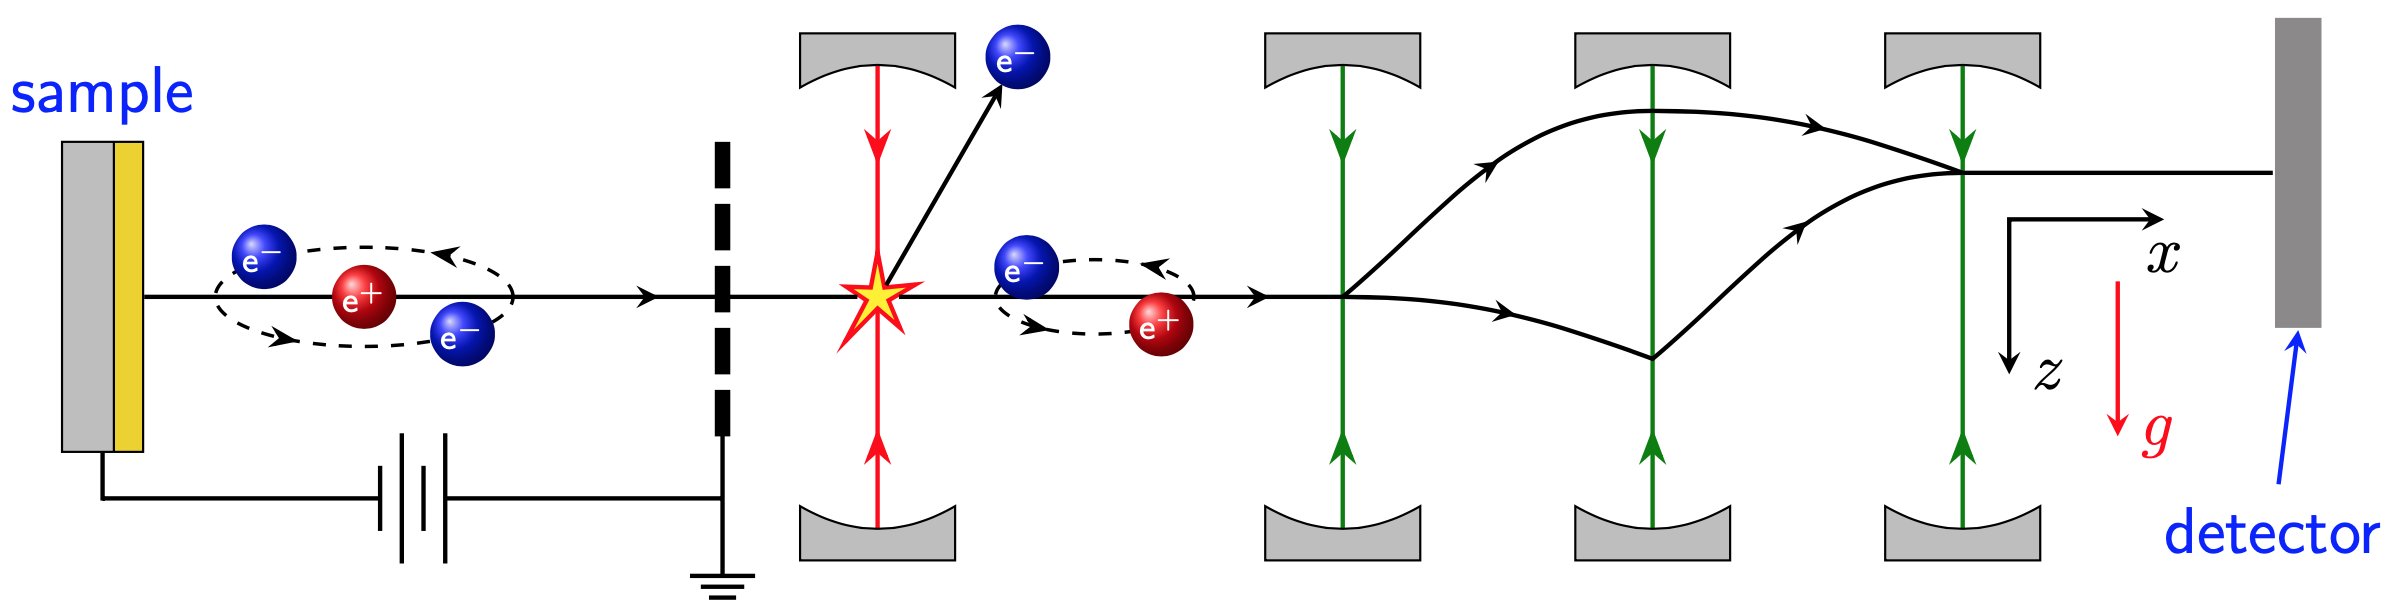 sample
e⁻
e⁺
e⁻
e⁻
e⁻
e⁺
x
z
g
detector